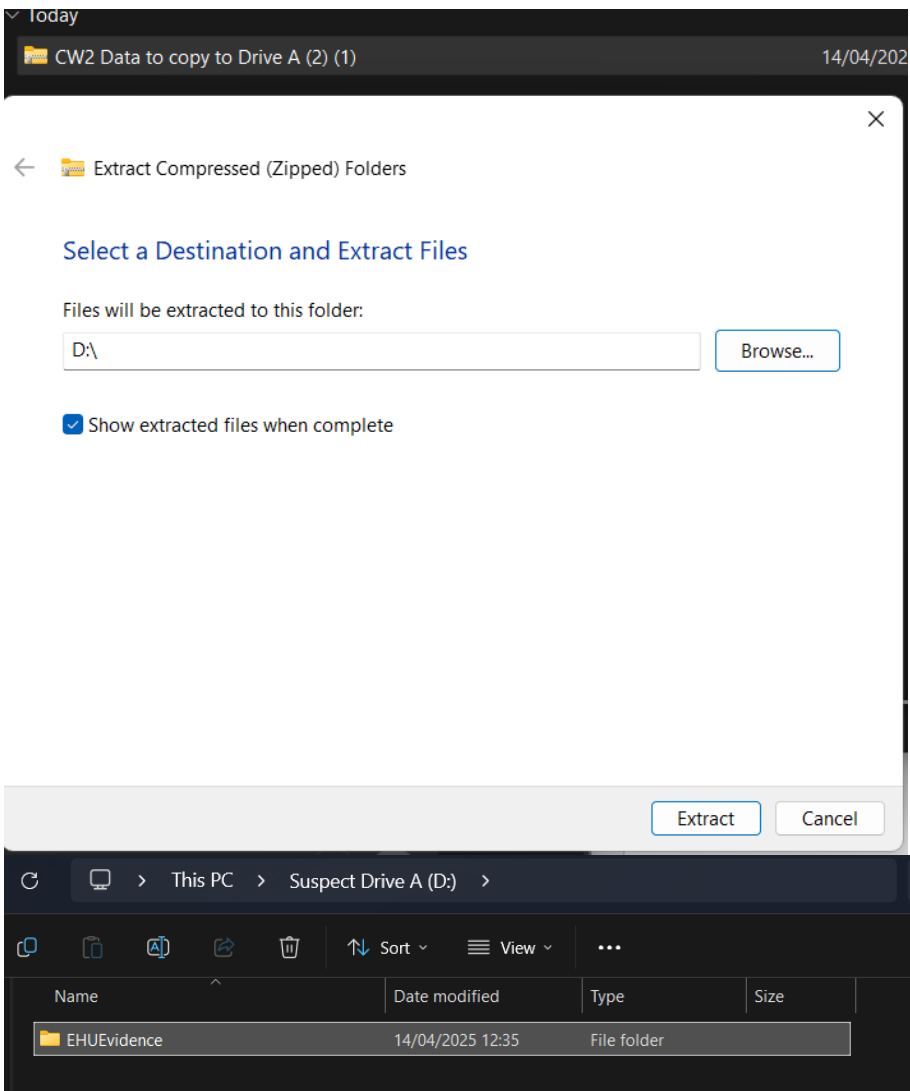 Today
CW2 Data to copy to Drive A (2) (1) 14/04/202
Extract Compressed (Zipped) Folders
Select a Destination and Extract Files
Files will be extracted to this folder:
D:\
Browse...
Show extracted files when complete
Extract Cancel
This PC > Suspect Drive A (D:) >
Sort View ...
Name Date modified Type Size
EHUEvidence 14/04/2025 12:35 File folder